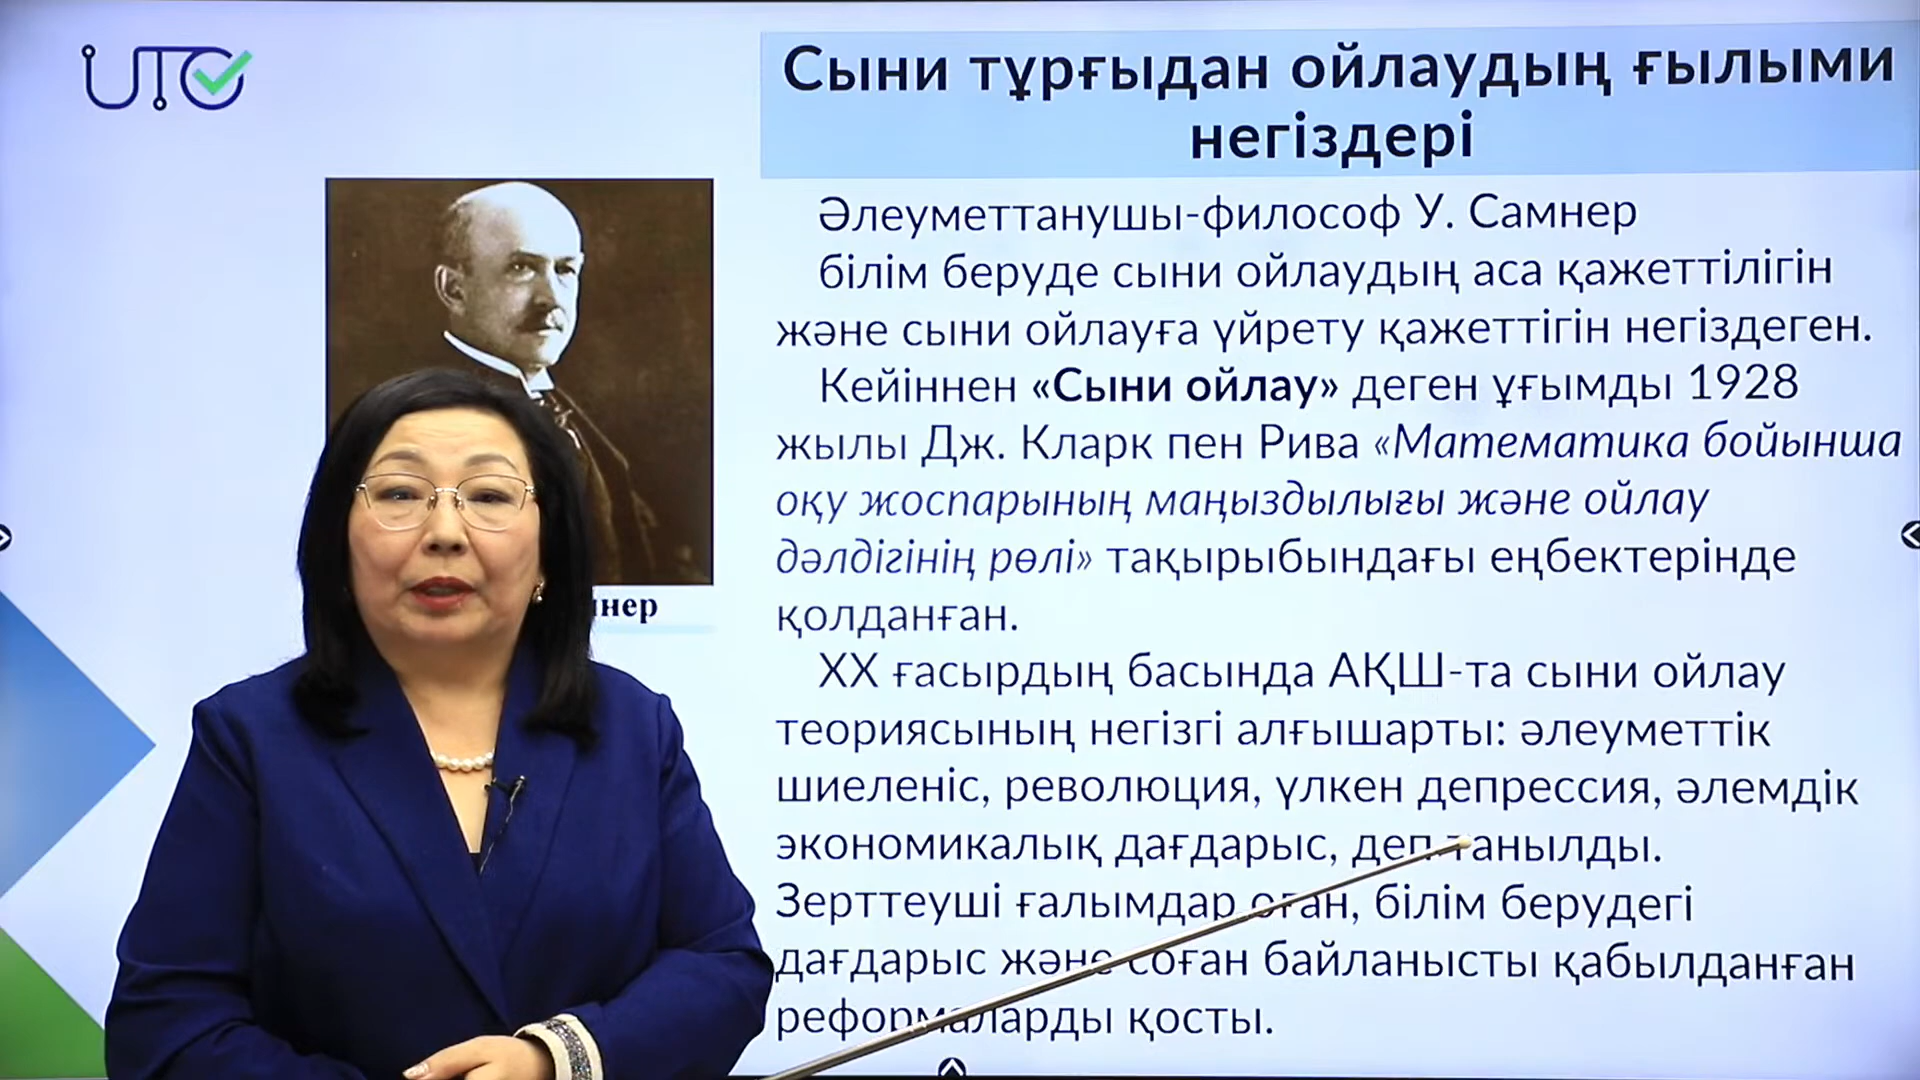 UTO
Сыни тұрғыдан ойлаудың ғылыми
негіздері
Әлеуметтанушы-философ У. Самнер
білім беруде сыни ойлаудың аса қажеттілігін
және сыни ойлауға үйрету қажеттігін негіздеген.
Кейіннен «Сыни ойлау» деген ұғымды 1928
жылы Дж. Кларк пен Рива «Математика бойынша
оқу жоспарының маңыздылығы және ойлау
дәлдігінің рөлі» тақырыбындағы еңбектерінде
қолданған.
ХХ ғасырдың басында АҚШ-та сыни ойлау
теориясының негізгі алғышарты: әлеуметтік
шиеленіс, революция, үлкен депрессия, әлемдік
экономикалық дағдарыс, деп танылды.
Зерттеуші ғалымдар оған, білім берудегі
дағдарыс және соған байланысты қабылданған
реформаларды қосты.